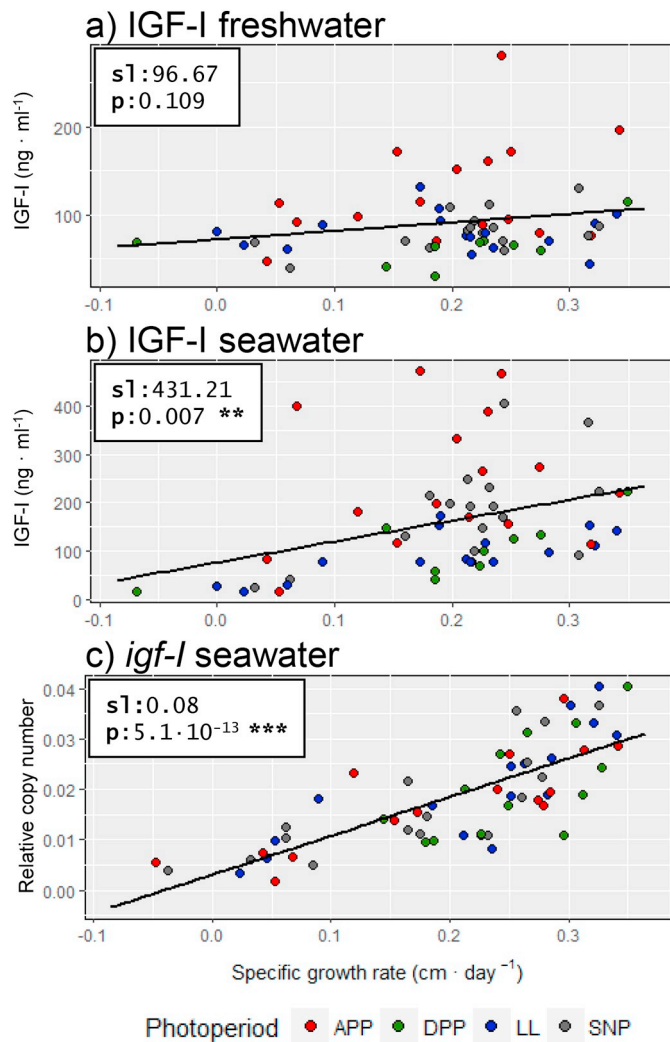 a) IGF-I freshwater
sl:96.67
p:0.109
IGF-I (ng · ml⁻¹)
200
100
0
-0.1 0.0 0.1 0.2 0.3
b) IGF-I seawater
sl:431.21
p:0.007 **
IGF-I (ng · ml⁻¹)
400
300
200
100
0
-0.1 0.0 0.1 0.2 0.3
c) igf-I seawater
sl:0.08
p:5.1·10⁻¹³ ***
Relative copy number
0.04
0.03
0.02
0.01
0.00
-0.1 0.0 0.1 0.2 0.3
Specific growth rate (cm · day ⁻¹)
Photoperiod APP DPP LL SNP